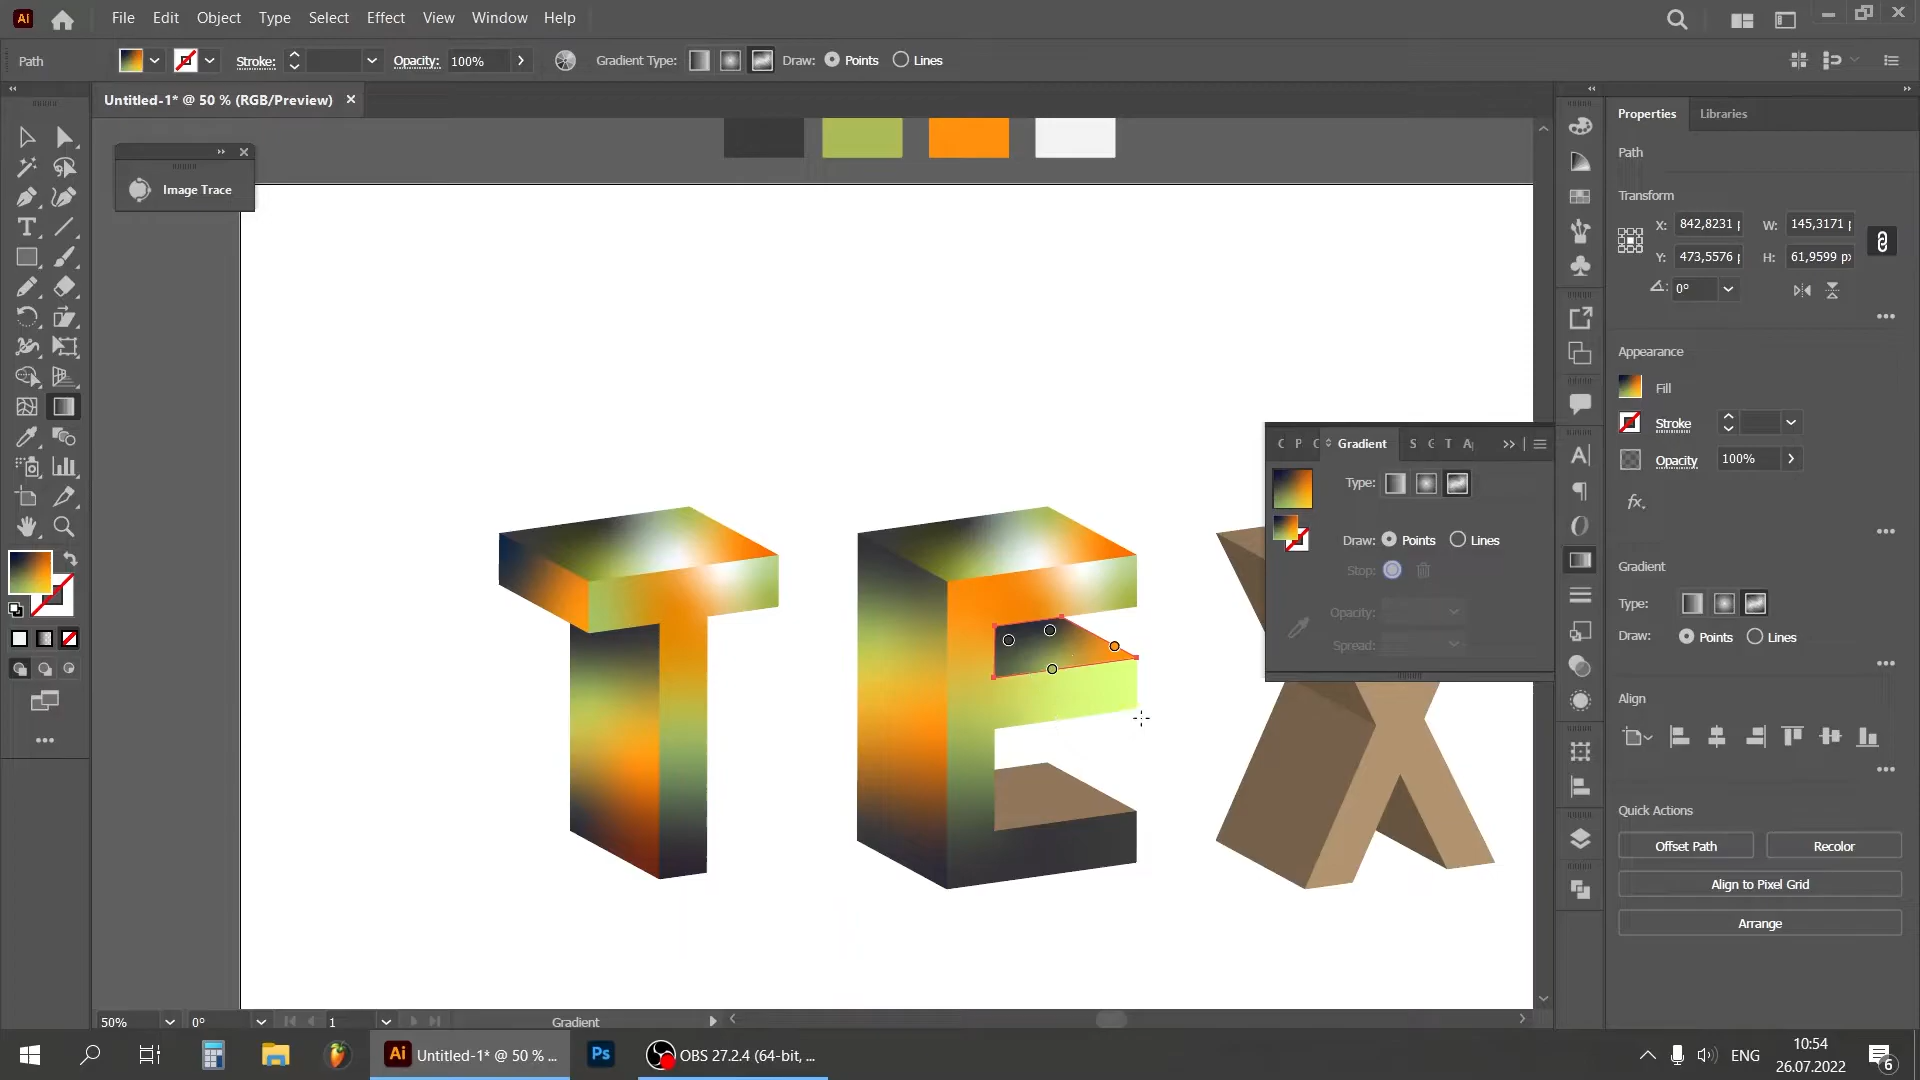 Ai File Edit Object Type Select Effect View Window Help
Path Stroke: Opacity: 100% Gradient Type: Draw: Points Lines
Untitled-1* @ 50 % (RGB/Preview)
Properties Libraries
Image Trace
Path
Transform
X: 842,8231 p W: 145,3171 p
Y: 473,5576 p H: 61,9599 px
0°
Appearance
Fill
Stroke
Opacity 100%
fx.
C P C Gradient S G T A
Type:
Draw: Points Lines
Stop:
Opacity:
Spread:
Gradient
Type:
Draw: Points Lines
Align
Quick Actions
Offset Path Recolor
Align to Pixel Grid
Arrange
TEX
50% 0° 1 Gradient
Ai Untitled-1* @ 50 % ... Ps OBS 27.2.4 (64-bit, ... ENG 10:54
26.07.2022 6